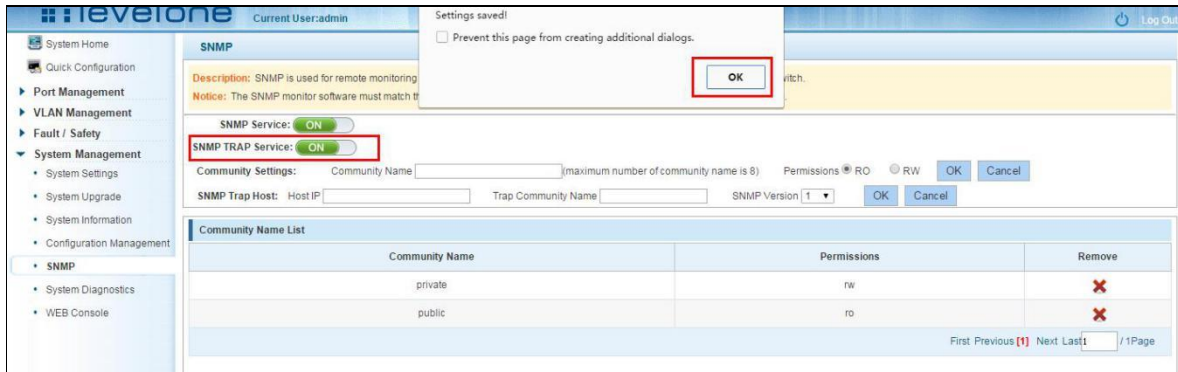 levelone Current User:admin
Log Out
Settings saved!
Prevent this page from creating additional dialogs.
OK
System Home
Quick Configuration
Port Management
VLAN Management
Fault / Safety
System Management
System Settings
System Upgrade
System Information
Configuration Management
SNMP
System Diagnostics
WEB Console
SNMP
Description: SNMP is used for remote monitoring
Notice: The SNMP monitor software must match
SNMP Service: ON
SNMP TRAP Service: ON
Community Settings: Community Name (maximum number of community name is 8) Permissions RO RW OK Cancel
SNMP Trap Host: Host IP Trap Community Name SNMP Version 1 OK Cancel
Community Name List
Community Name Permissions Remove
private rw
public ro
First Previous [1] Next Last 1 / 1Page